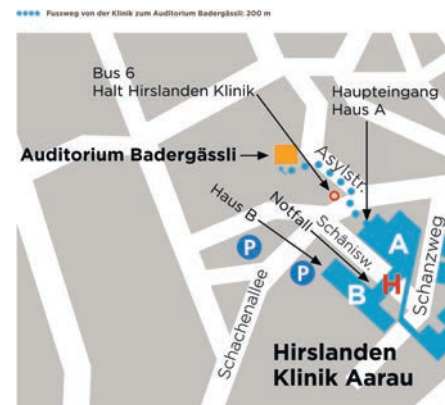 Fussweg von der Klinik zum Auditorium Badergässli: 200 m
Bus 6
Halt Hirslanden Klinik
Haupteingang
Haus A
Auditorium Badergässli
Asylstr.
Haus B
Notfall
Schänisw.
A
Schanzweg
P
P
H
B
Schachenallee
Hirslanden
Klinik Aarau